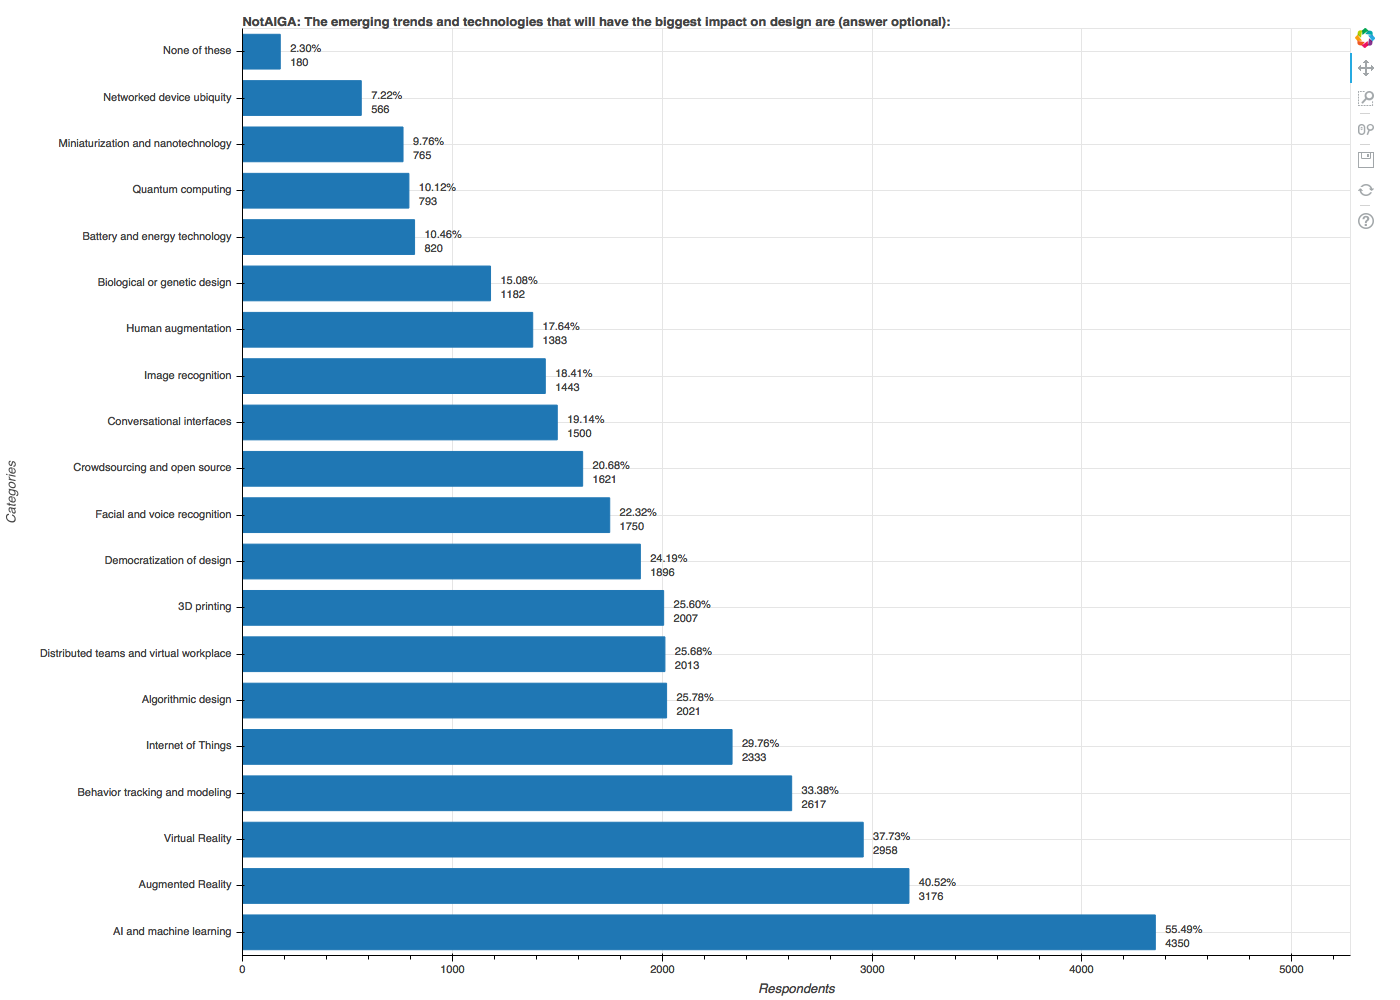 NotAIGA: The emerging trends and technologies that will have the biggest impact on design are (answer optional):
None of these
2.30%
180
Networked device ubiquity
7.22%
566
Miniaturization and nanotechnology
9.76%
765
Quantum computing
10.12%
793
Battery and energy technology
10.46%
820
Biological or genetic design
15.08%
1182
Human augmentation
17.64%
1383
Image recognition
18.41%
1443
Conversational interfaces
19.14%
1500
Crowdsourcing and open source
20.68%
1621
Facial and voice recognition
22.32%
1750
Democratization of design
24.19%
1896
3D printing
25.60%
2007
Distributed teams and virtual workplace
25.68%
2013
Algorithmic design
25.78%
2021
Internet of Things
29.76%
2333
Behavior tracking and modeling
33.38%
2617
Virtual Reality
37.73%
2958
Augmented Reality
40.52%
3176
AI and machine learning
55.49%
4350
Categories
0 1000 2000 3000 4000 5000
Respondents